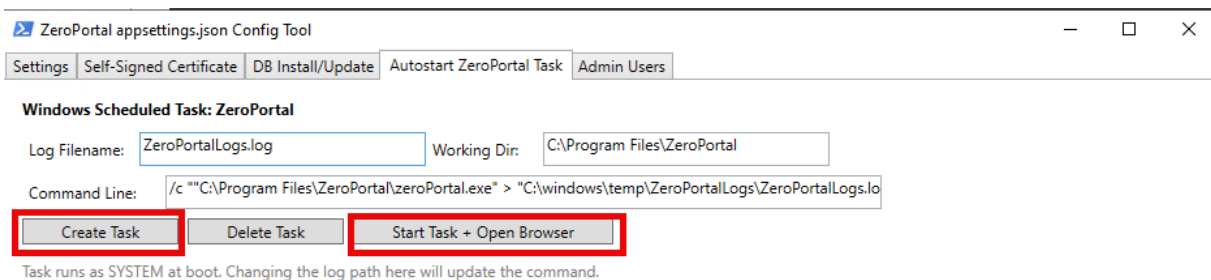 ZeroPortal appsettings.json Config Tool
Settings Self-Signed Certificate DB Install/Update Autostart ZeroPortal Task Admin Users
Windows Scheduled Task: ZeroPortal
Log Filename: ZeroPortalLogs.log Working Dir: C:\Program Files\ZeroPortal
Command Line: /c ""C:\Program Files\ZeroPortal\zeroPortal.exe" > "C:\windows\temp\ZeroPortalLogs\ZeroPortalLogs.lo
Create Task Delete Task Start Task + Open Browser
Task runs as SYSTEM at boot. Changing the log path here will update the command.